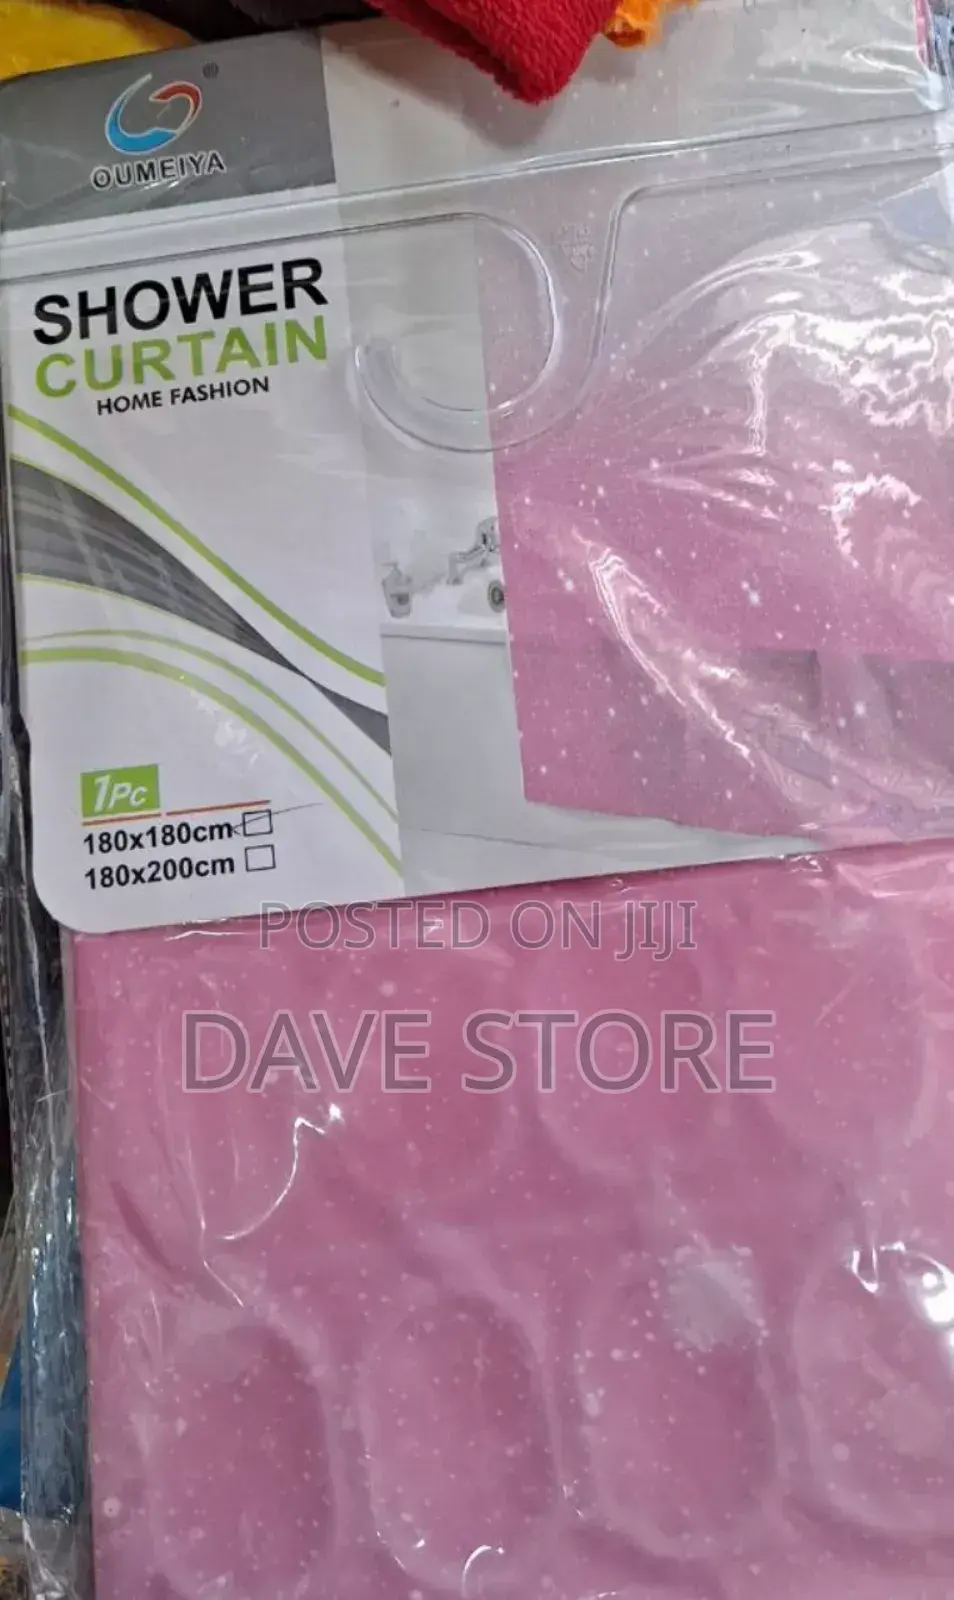 ®
OUMEIYA
SHOWER
CURTAIN
HOME FASHION
1Pc
180x180cm
180x200cm
POSTED ON JIJI
DAVE STORE